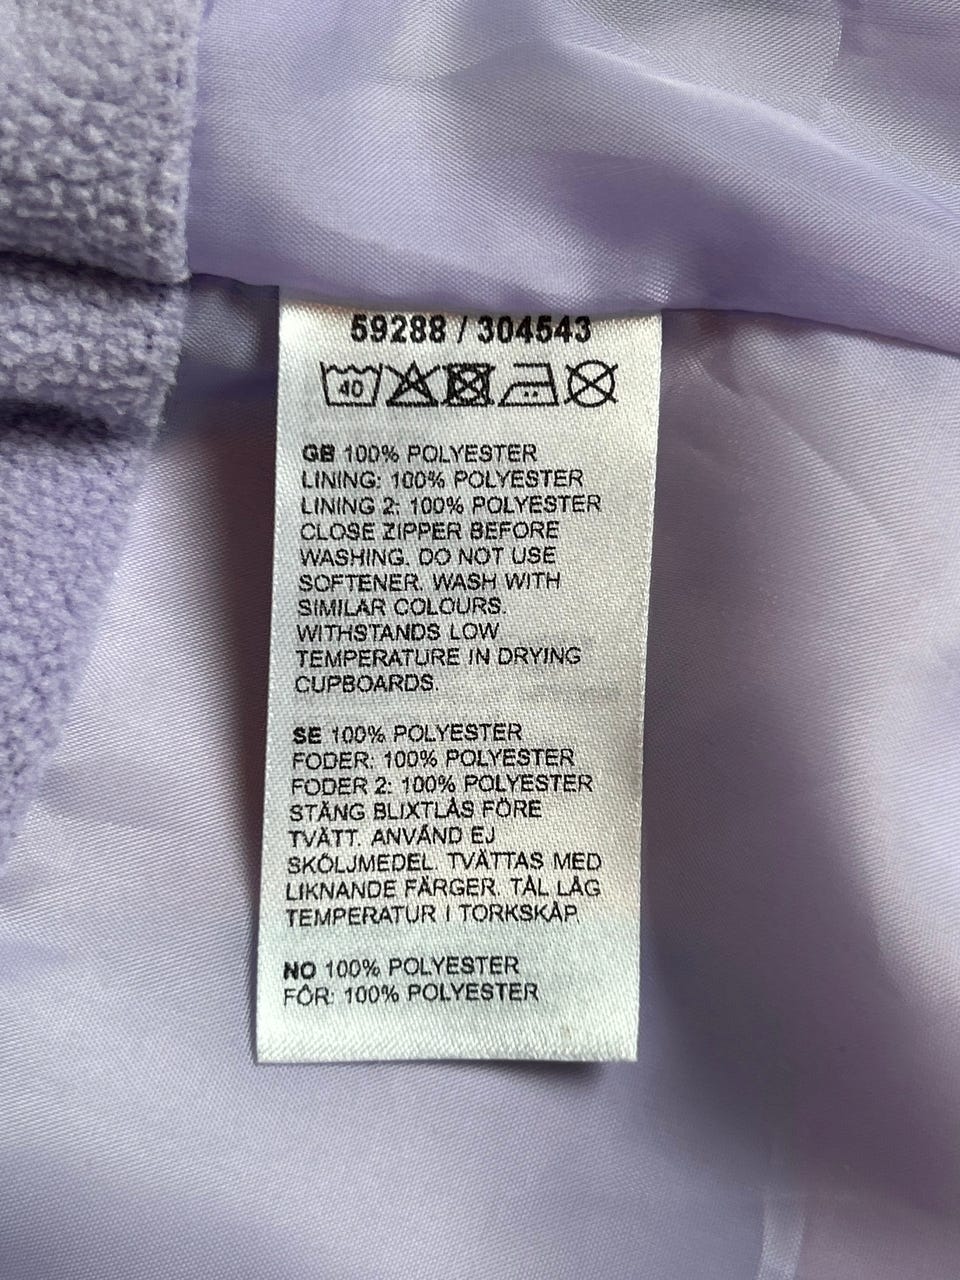 59288 / 304543
40
GB 100% POLYESTER
LINING: 100% POLYESTER
LINING 2: 100% POLYESTER
CLOSE ZIPPER BEFORE
WASHING. DO NOT USE
SOFTENER. WASH WITH
SIMILAR COLOURS.
WITHSTANDS LOW
TEMPERATURE IN DRYING
CUPBOARDS.
SE 100% POLYESTER
FODER: 100% POLYESTER
FODER 2: 100% POLYESTER
STÄNG BLIXTLÅS FÖRE
TVÄTT. ANVÄND EJ
SKÖLJMEDEL. TVÄTTAS MED
LIKNANDE FÄRGER. TÅL LÅG
TEMPERATUR I TORKSKÅP.
NO 100% POLYESTER
FÔR: 100% POLYESTER